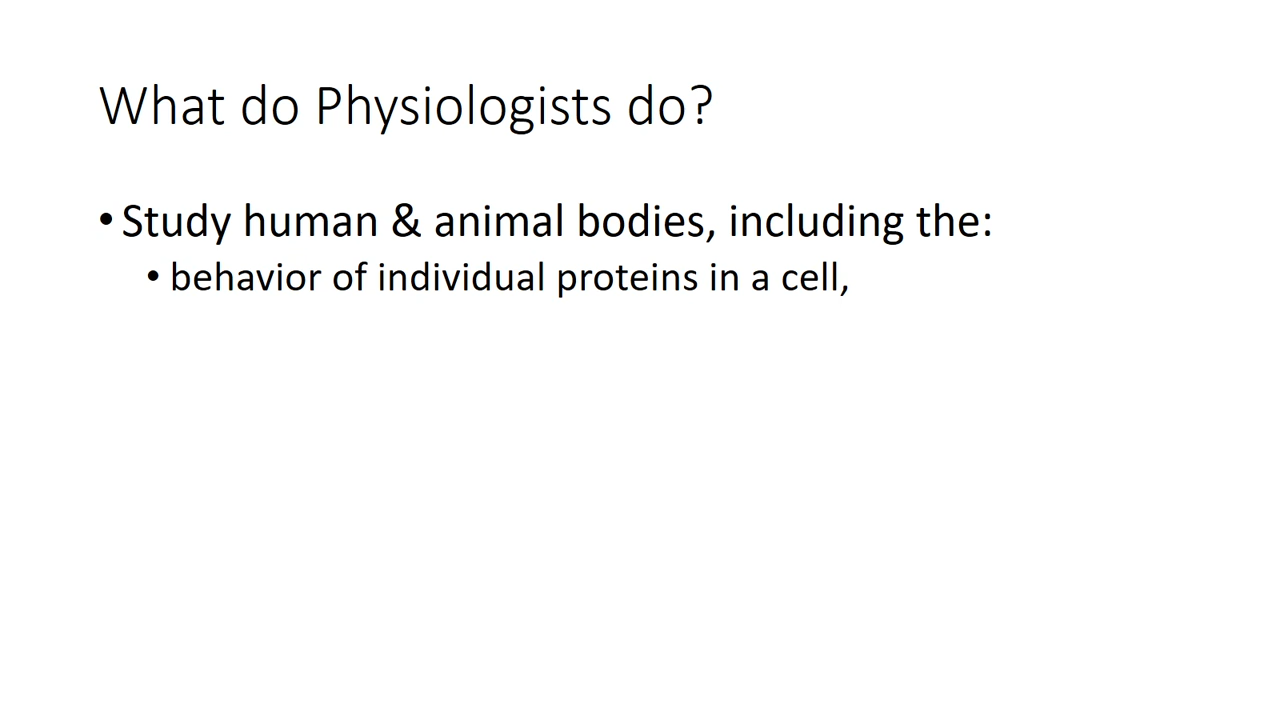 What do Physiologists do?
• Study human & animal bodies, including the:
• behavior of individual proteins in a cell,